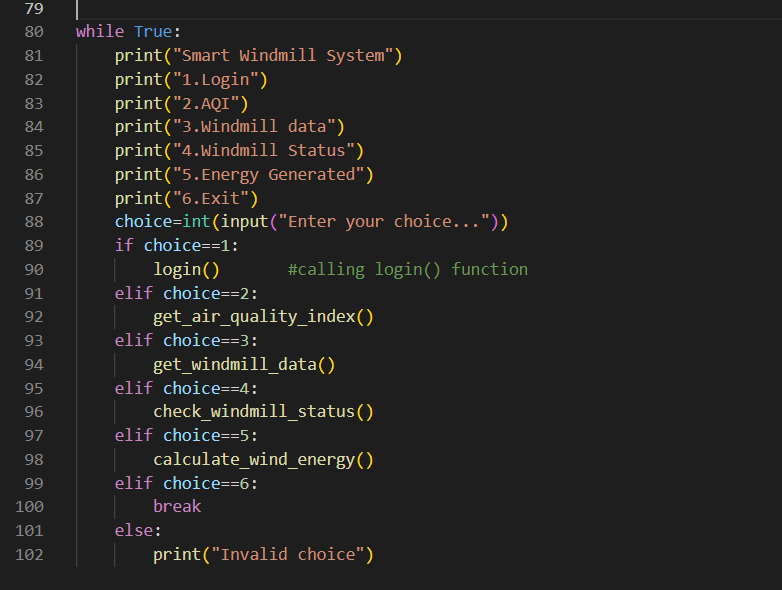 79
80 while True:
81     print("Smart Windmill System")
82     print("1.Login")
83     print("2.AQI")
84     print("3.Windmill data")
85     print("4.Windmill Status")
86     print("5.Energy Generated")
87     print("6.Exit")
88     choice=int(input("Enter your choice..."))
89     if choice==1:
90         login()       #calling login() function
91     elif choice==2:
92         get_air_quality_index()
93     elif choice==3:
94         get_windmill_data()
95     elif choice==4:
96         check_windmill_status()
97     elif choice==5:
98         calculate_wind_energy()
99     elif choice==6:
100         break
101     else:
102         print("Invalid choice")